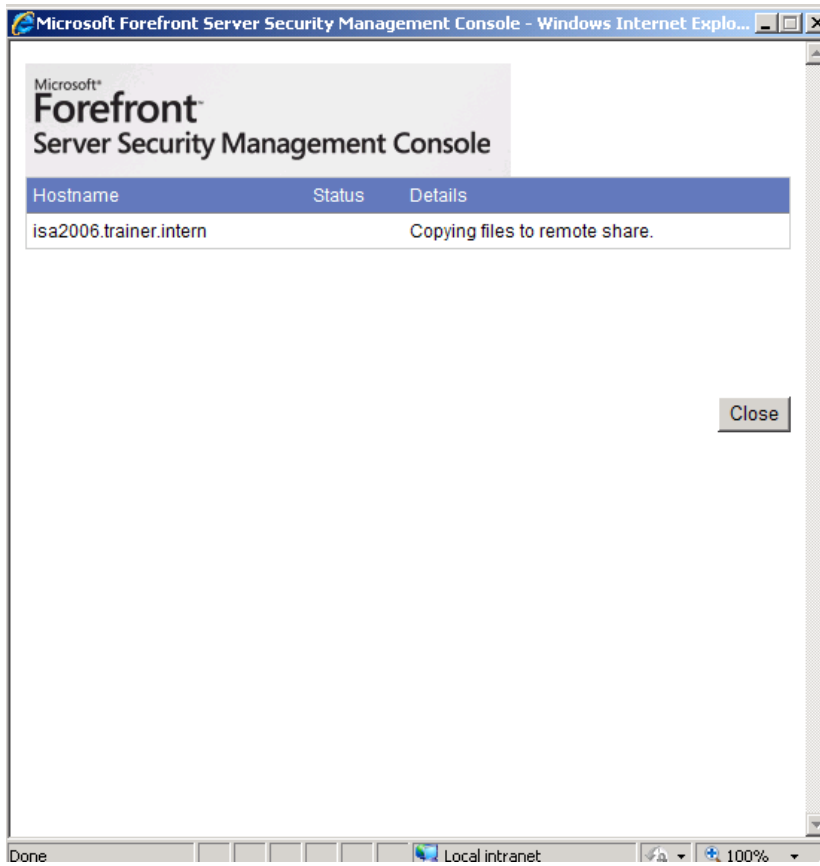 Microsoft Forefront Server Security Management Console - Windows Internet Explo...
Microsoft®
Forefront™
Server Security Management Console
Hostname Status Details
isa2006.trainer.intern Copying files to remote share.
Close
Done Local intranet 100%